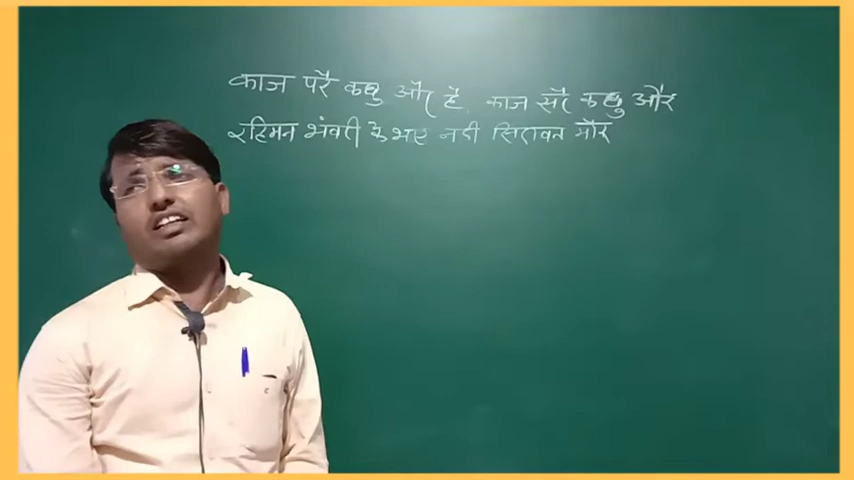 काज परै कछु और है, काज सरै कछु और
रहिमन भंवरी के भए नदी सिरावत मौर